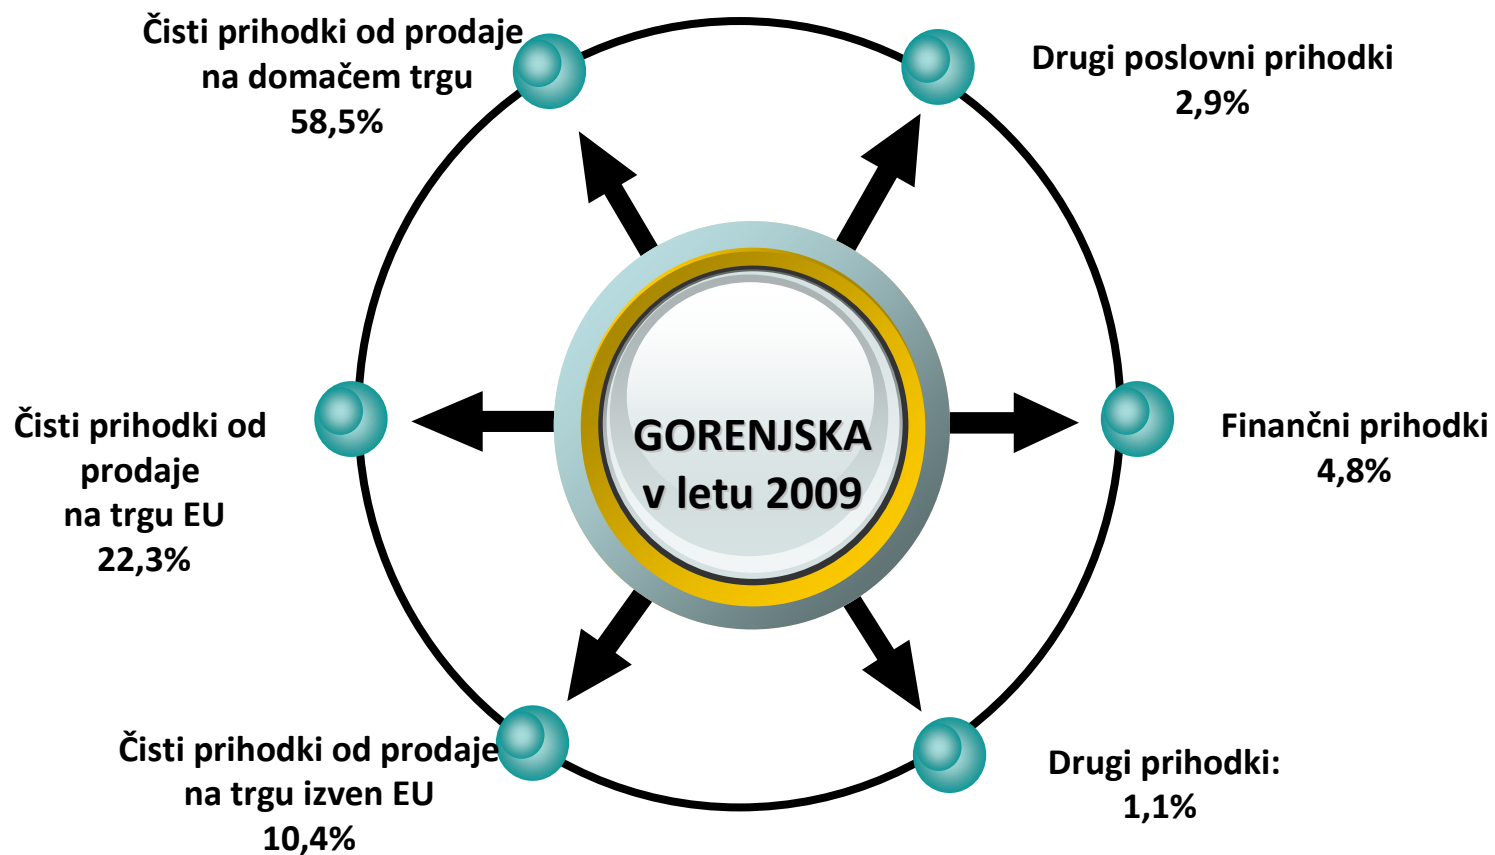 Čisti prihodki od prodaje
na domačem trgu
58,5%
Drugi poslovni prihodki
2,9%
Čisti prihodki od
prodaje
na trgu EU
22,3%
GORENJSKA
v letu 2009
Finančni prihodki
4,8%
Čisti prihodki od prodaje
na trgu izven EU
10,4%
Drugi prihodki:
1,1%